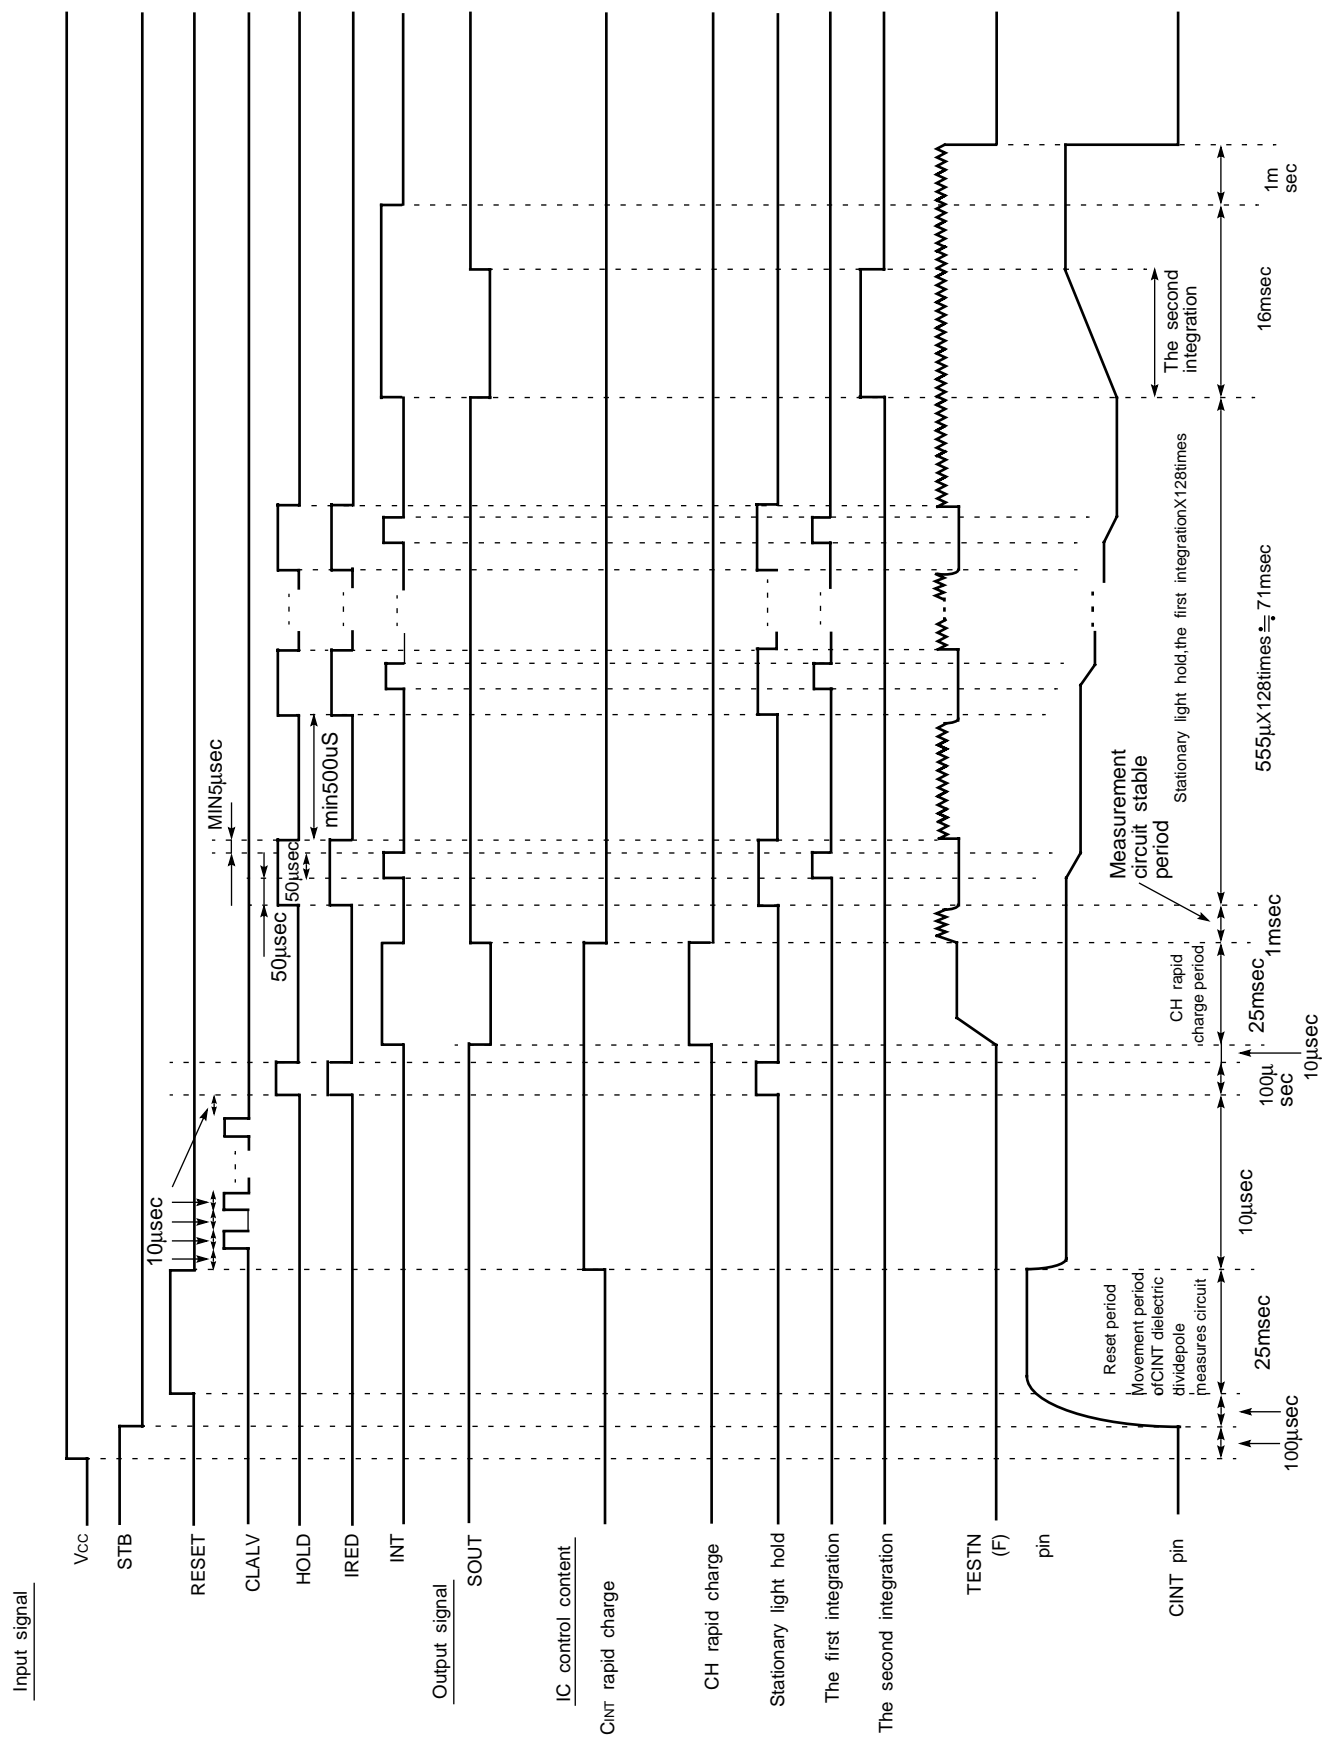 Input signal
Vcc
STB
RESET
CLALV
HOLD
IRED
INT
Output signal
SOUT
IC control content
CINT rapid charge
CH rapid charge
Stationary light hold
The first integration
The second integration
TESTN
(F)
pin
CINT pin
10μsec
50μsec
50μsec
MIN5μsec
min500uS
Reset period
Movement period
ofCINT dielectric
dividepole
measures circuit
CH rapid
charge period
Measurement
circuit stable
period
Stationary light hold,the first integrationX128times
The second
integration
100μsec
25msec
10μsec
100μ
sec
10μsec
25msec
1msec
555μX128times≒71msec
16msec
1m
sec